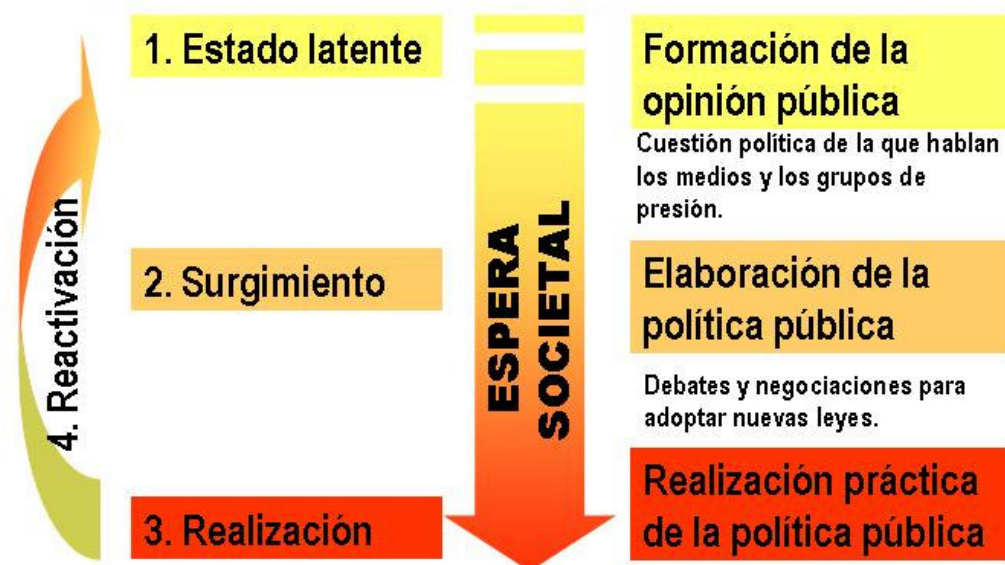 1. Estado latente
Formación de la
opinión pública
Cuestión política de la que hablan
los medios y los grupos de
presión.
4. Reactivación
ESPERA
SOCIETAL
2. Surgimiento
Elaboración de la
política pública
Debates y negociaciones para
adoptar nuevas leyes.
3. Realización
Realización práctica
de la política pública